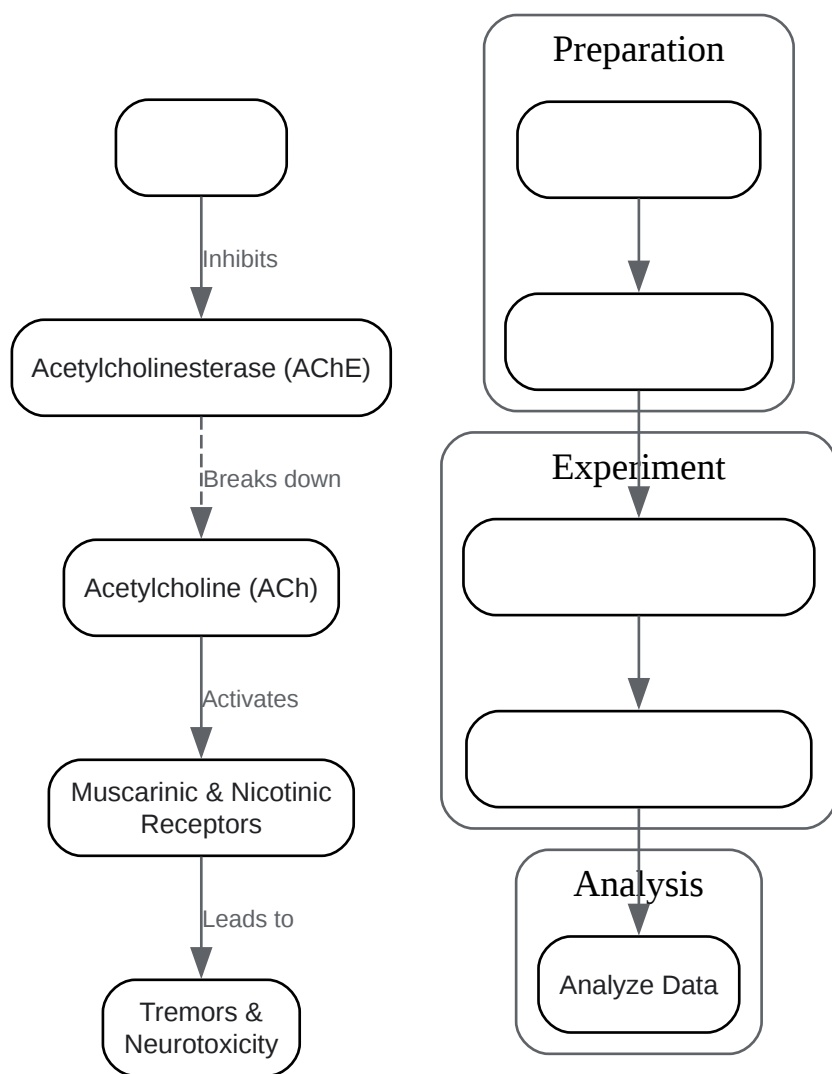 Inhibits
Acetylcholinesterase (AChE)
Breaks down
Acetylcholine (ACh)
Activates
Muscarinic & Nicotinic
Receptors
Leads to
Tremors &
Neurotoxicity
Preparation
Experiment
Analysis
Analyze Data